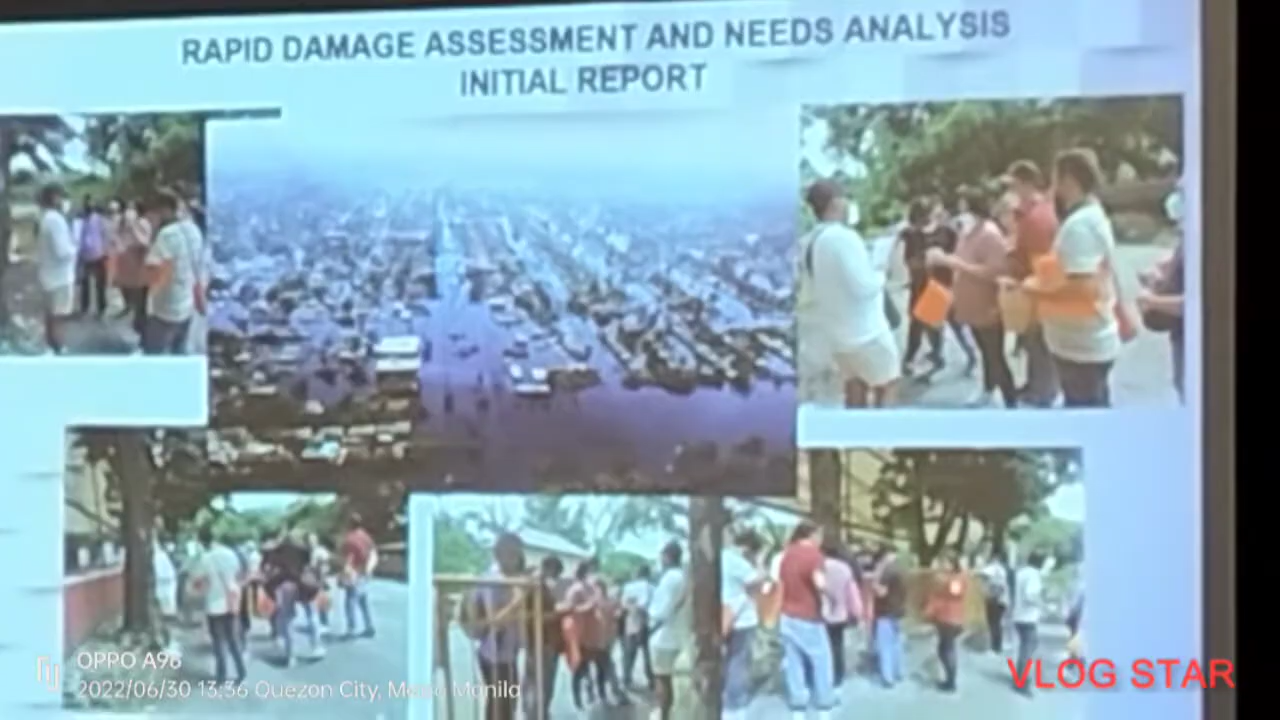 RAPID DAMAGE ASSESSMENT AND NEEDS ANALYSIS
INITIAL REPORT
OPPO A96
2022/06/30 13:36 Quezon City, Metro Manila
VLOG STAR